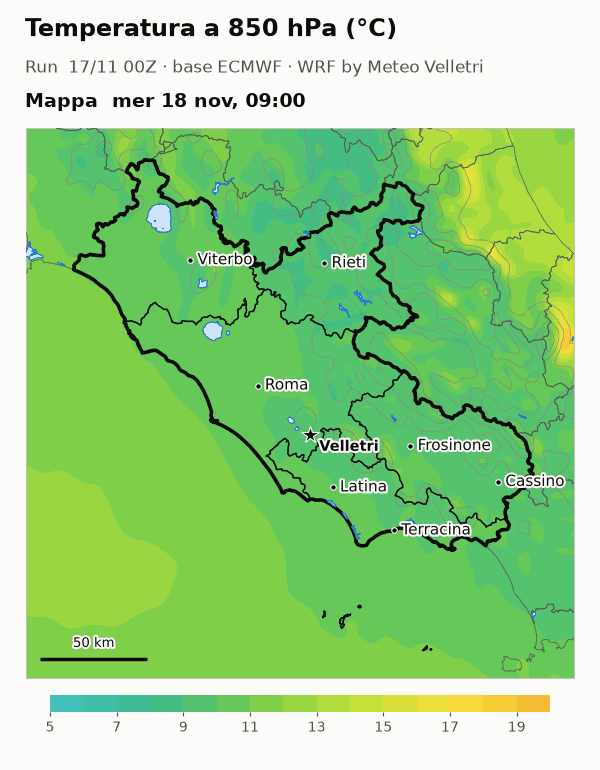 Temperatura a 850 hPa (°C)
Run 17/11 00Z · base ECMWF · WRF by Meteo Velletri
Mappa mer 18 nov, 09:00
Viterbo
Rieti
Roma
Velletri
Frosinone
Cassino
Latina
Terracina
50 km
5 7 9 11 13 15 17 19